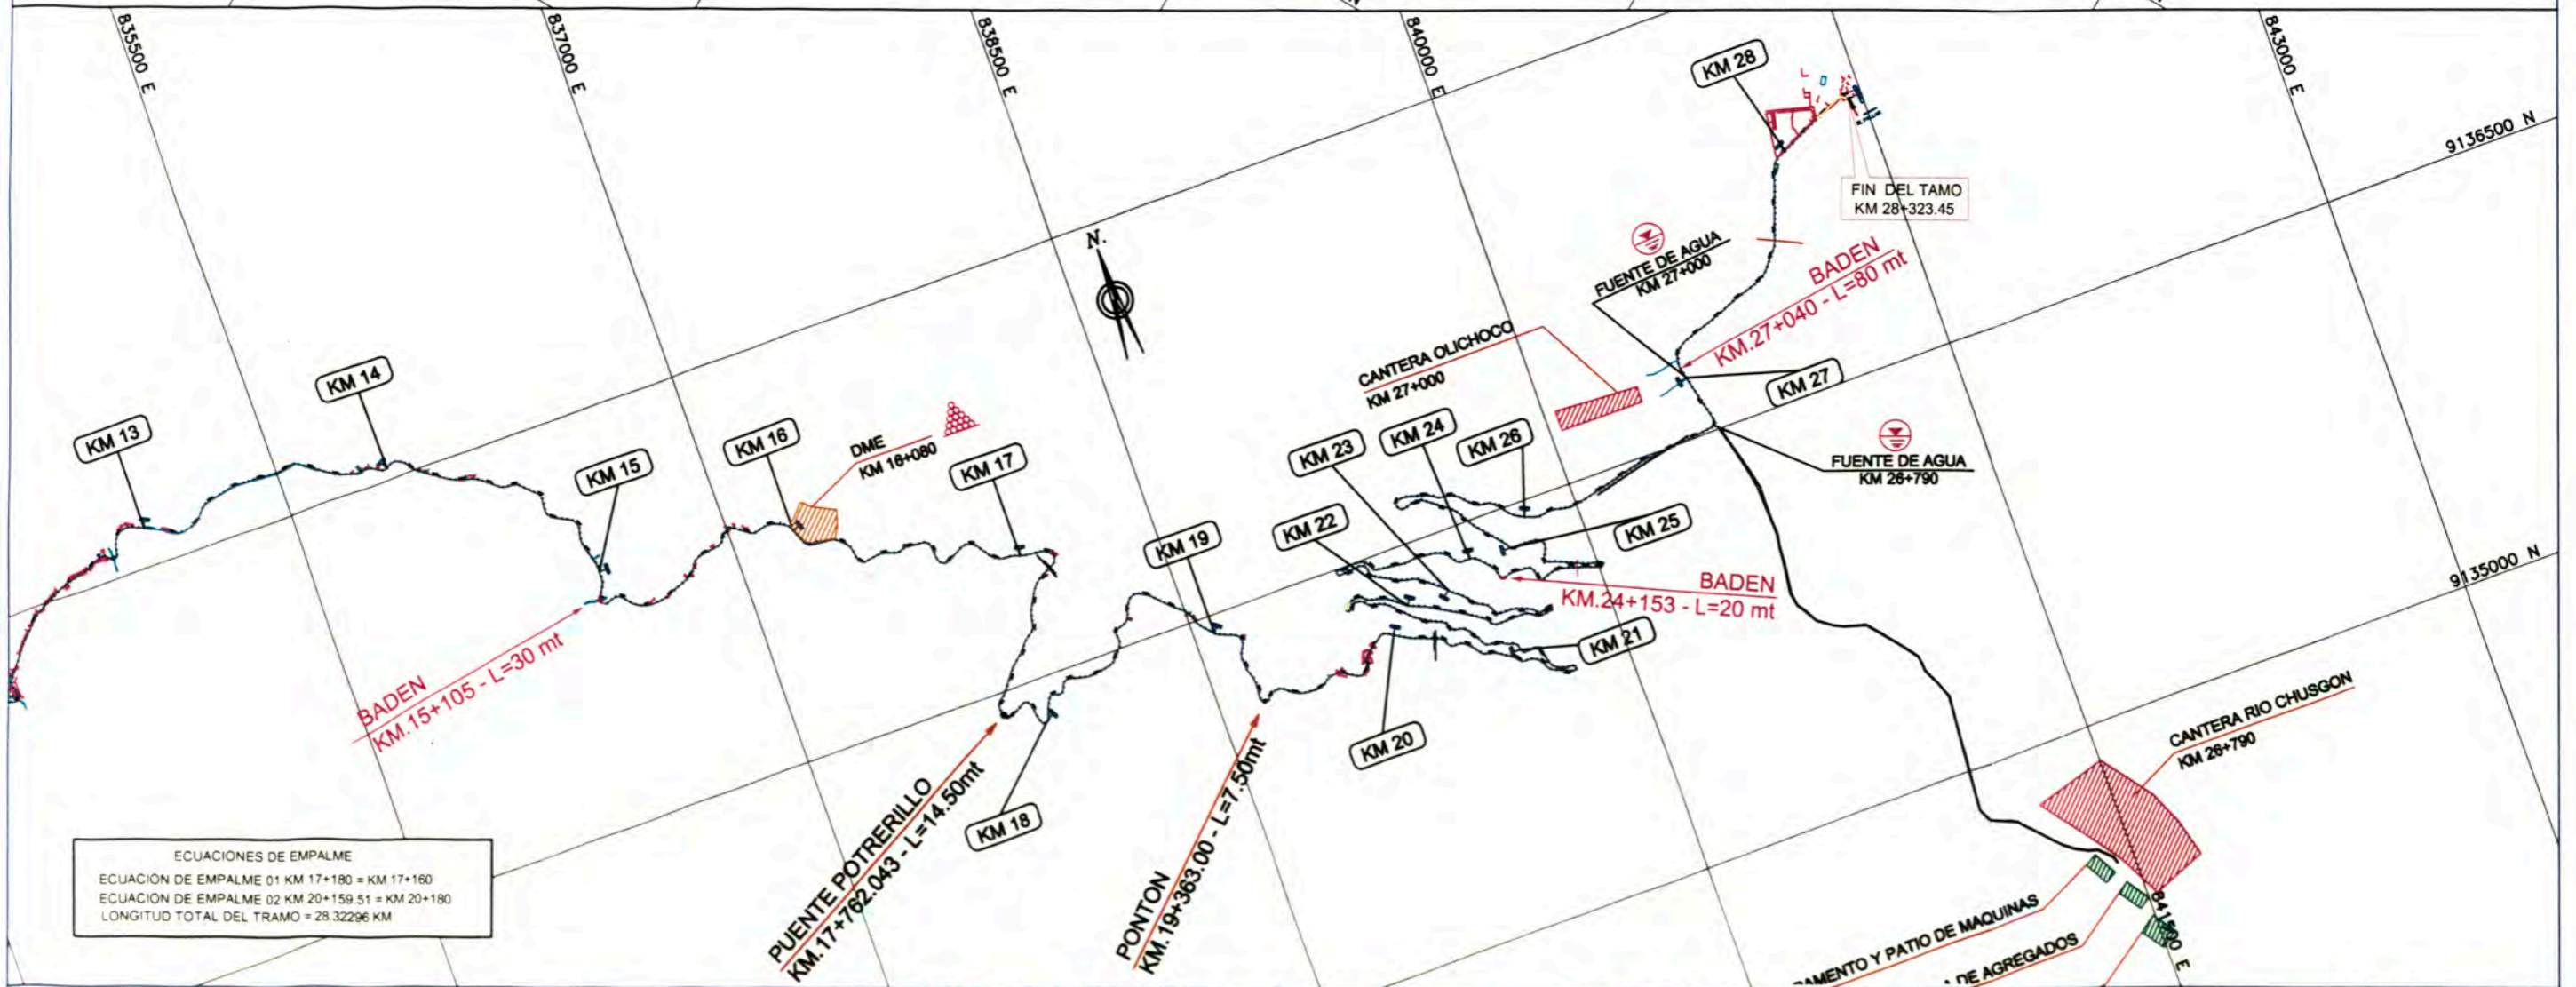 835500 E
837000 E
838500 E
840000 E
843000 E
KM 28
9136500 N
FIN DEL TAMO
KM 28+323.45
N.
FUENTE DE AGUA
KM 27+000
BADEN
KM.27+040 - L=80 mt
CANTERA OLICHOCO
KM 27+000
KM 27
KM 14
KM 13
KM 15
KM 16
DME
KM 16+080
KM 17
KM 23
KM 24
KM 26
FUENTE DE AGUA
KM 26+790
KM 22
KM 25
KM 19
BADEN
KM.24+153 - L=20 mt
9135000 N
KM 21
BADEN
KM.15+105 - L=30 mt
KM 20
CANTERA RIO CHUSGON
KM 26+790
PUENTE POTRERILLO
KM.17+762.043 - L=14.50mt
KM 18
PONTON
KM.19+363.00 - L=7.50mt
ECUACIONES DE EMPALME
ECUACION DE EMPALME 01 KM 17+180 = KM 17+160
ECUACION DE EMPALME 02 KM 20+159.51 = KM 20+180
LONGITUD TOTAL DEL TRAMO = 28.32296 KM
AMENTO Y PATIO DE MAQUINAS
DE AGREGADOS
841500 E